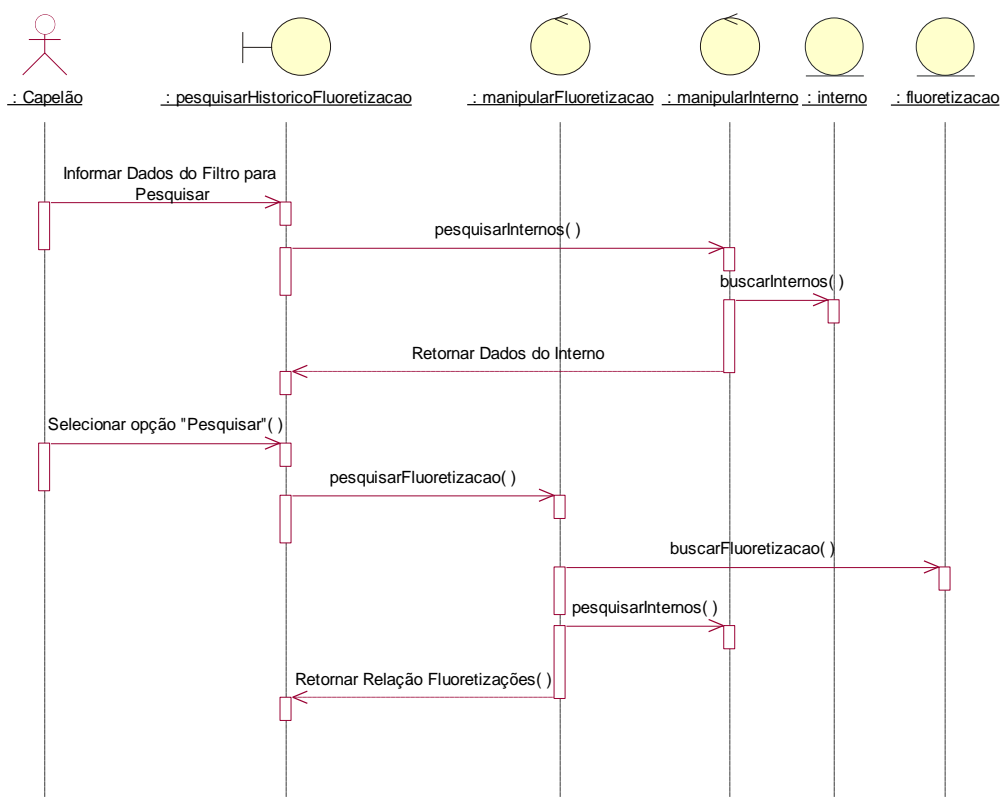 : Capelão
: pesquisarHistoricoFluoretizacao
: manipularFluoretizacao
: manipularInterno
: interno
: fluoretizacao
Informar Dados do Filtro para
Pesquisar
pesquisarInternos( )
buscarInternos( )
Retornar Dados do Interno
Selecionar opção "Pesquisar"( )
pesquisarFluoretizacao( )
buscarFluoretizacao( )
pesquisarInternos( )
Retornar Relação Fluoretizações( )